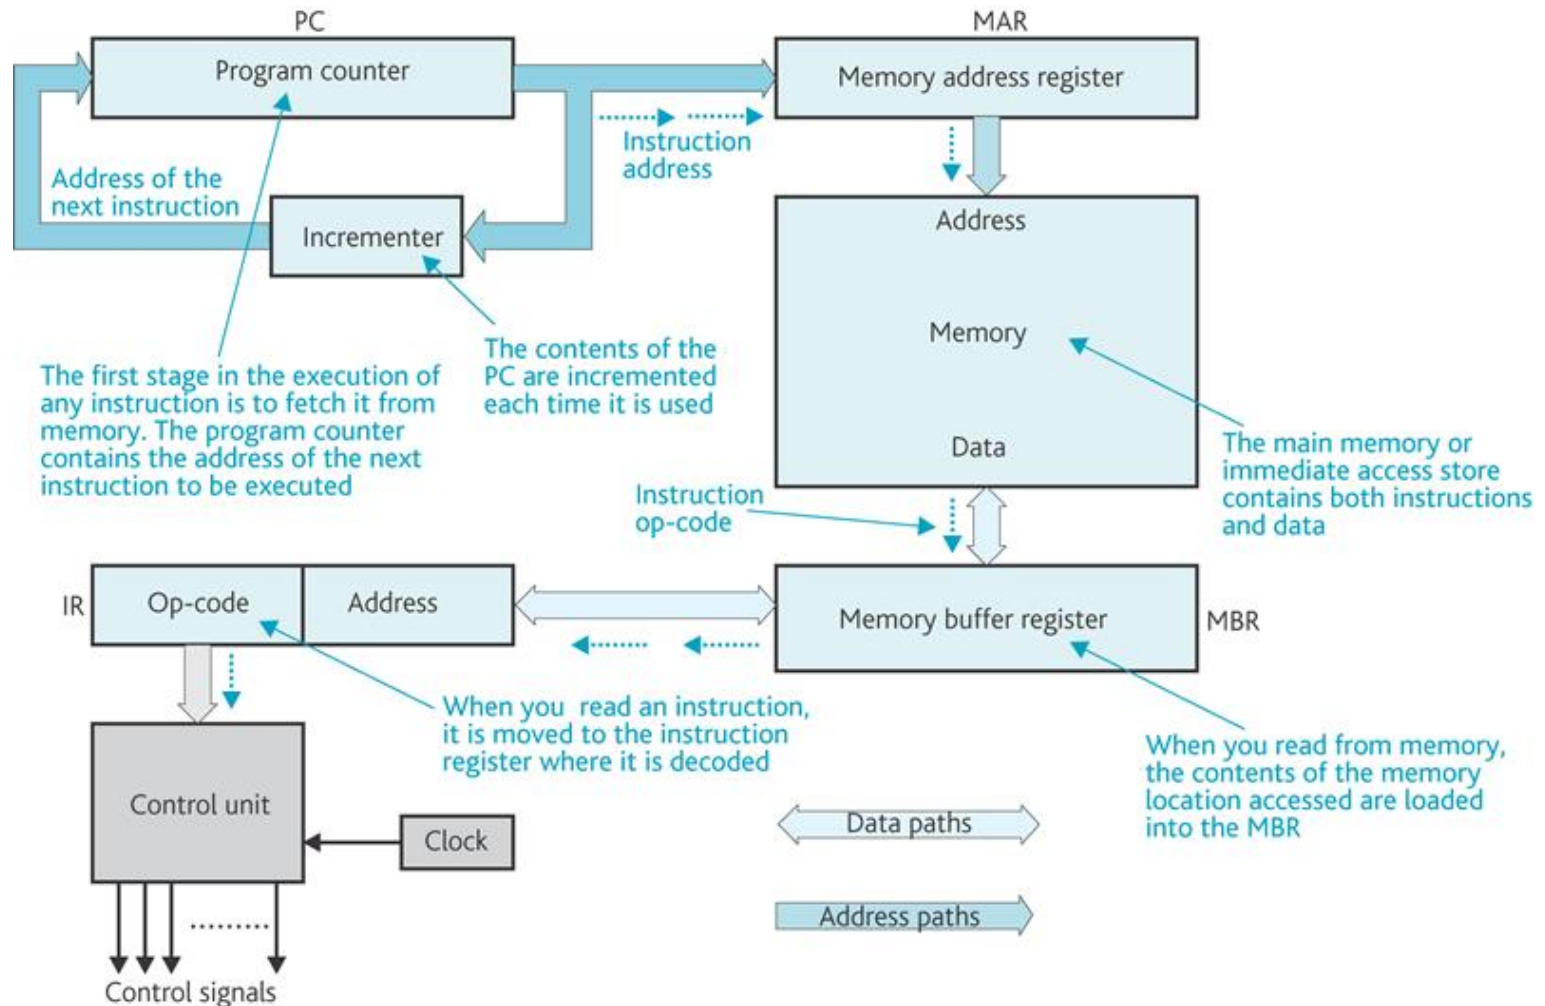 PC
MAR
Program counter
Memory address register
Instruction
address
Address of the
next instruction
Incrementer
Address
Memory
Data
The first stage in the execution of
any instruction is to fetch it from
memory. The program counter
contains the address of the next
instruction to be executed
The contents of the
PC are incremented
each time it is used
The main memory or
immediate access store
contains both instructions
and data
Instruction
op-code
IR
Op-code
Address
Memory buffer register
MBR
When you read an instruction,
it is moved to the instruction
register where it is decoded
When you read from memory,
the contents of the memory
location accessed are loaded
into the MBR
Control unit
Clock
Data paths
Address paths
Control signals